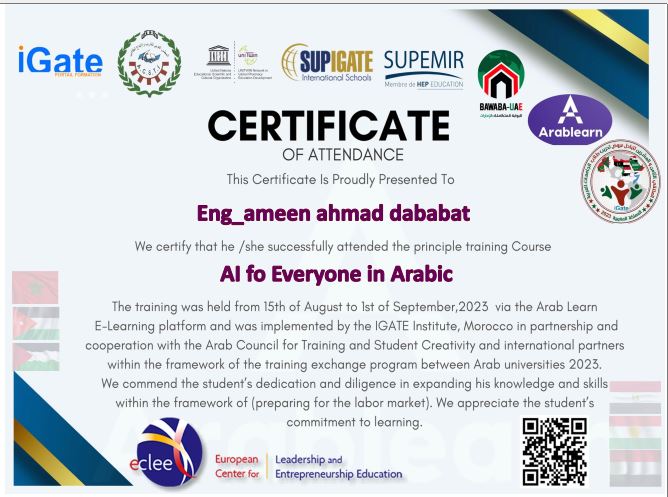 iGate
PORTAIL FORMATION
unesco
United Nations
Educational, Scientific and
Cultural Organization
uni twin
SUPIGATE
International Schools
SUPEMIR
Membre de HEP EDUCATION
BAWABA-UAE
Arablearn
CERTIFICATE
OF ATTENDANCE
This Certificate Is Proudly Presented To
iGate
Eng_ameen ahmad dababat
We certify that he /she successfully attended the principle training Course
AI fo Everyone in Arabic
The training was held from 15th of August to 1st of September,2023 via the Arab Learn
E-Learning platform and was implemented by the IGATE Institute, Morocco in partnership and
cooperation with the Arab Council for Training and Student Creativity and international partners
within the framework of the training exchange program between Arab universities 2023.
We commend the student's dedication and diligence in expanding his knowledge and skills
within the framework of (preparing for the labor market). We appreciate the student's
commitment to learning.
eclee
European
Center for
Leadership and
Entrepreneurship Education